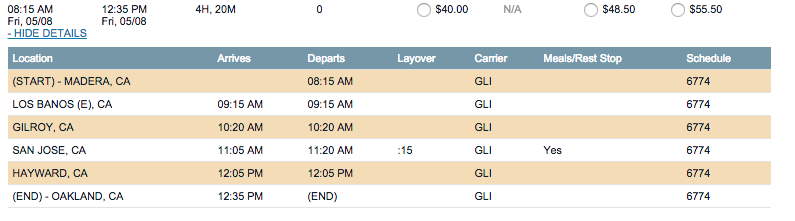 08:15 AM 12:35 PM 4H, 20M 0 $40.00 N/A $48.50 $55.50
Fri, 05/08 Fri, 05/08
- HIDE DETAILS
Location Arrives Departs Layover Carrier Meals/Rest Stop Schedule
(START) - MADERA, CA 08:15 AM GLI 6774
LOS BANOS (E), CA 09:15 AM 09:15 AM GLI 6774
GILROY, CA 10:20 AM 10:20 AM GLI 6774
SAN JOSE, CA 11:05 AM 11:20 AM :15 GLI Yes 6774
HAYWARD, CA 12:05 PM 12:05 PM GLI 6774
(END) - OAKLAND, CA 12:35 PM (END) GLI 6774